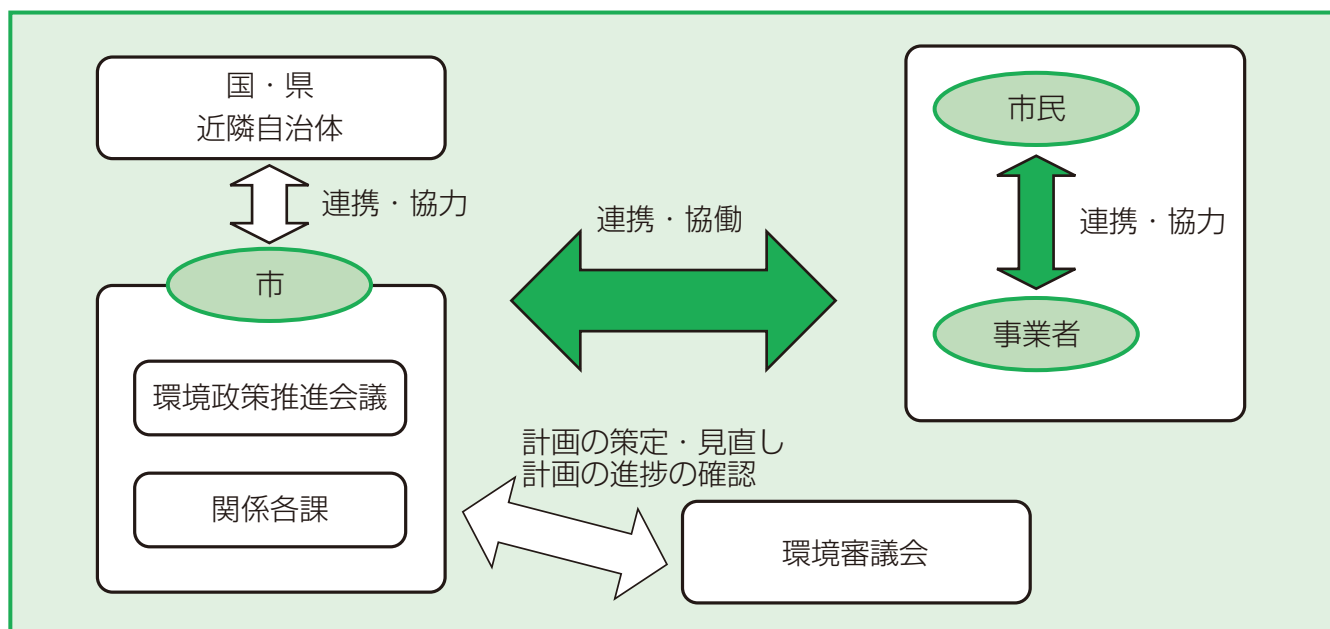 国・県
近隣自治体
連携・協力
市
環境政策推進会議
関係各課
連携・協働
計画の策定・見直し
計画の進捗の確認
環境審議会
市民
連携・協力
事業者